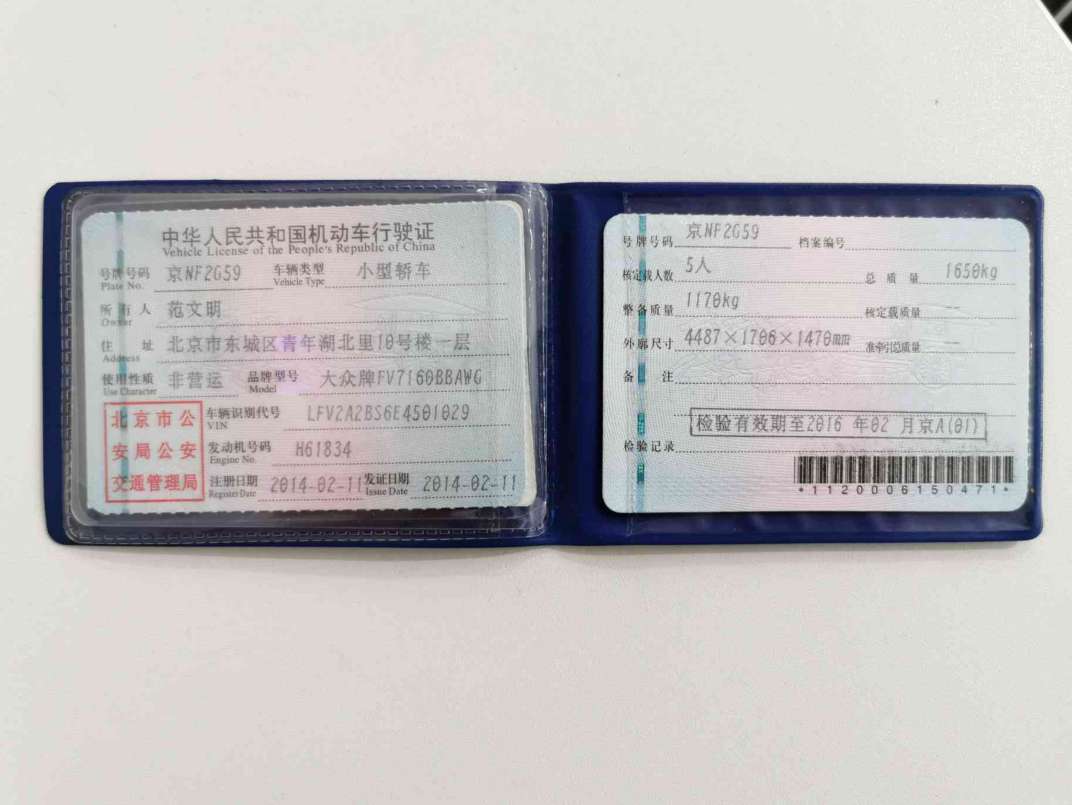 中华人民共和国机动车行驶证
Vehicle License of the People's Republic of China
号牌号码 京NF2G59 车辆类型 小型轿车
Plate No. Vehicle Type
所有人 范文明
Owner
住址 北京市东城区青年湖北里10号楼一层
Address
使用性质 非营运 品牌型号 大众牌FV7160BBAWG
Use Character Model
北京市公安局公安交通管理局
车辆识别代号 LFV2A2BS6E4501029
VIN
发动机号码 H61834
Engine No.
注册日期 2014-02-11 发证日期 2014-02-11
Register Date Issue Date
号牌号码 京NF2G59 档案编号
核定载人数 5人 总质量 1650kg
整备质量 1170kg 核定载质量 —
外廓尺寸 4487×1706×1470mm 准牵引总质量 —
备注
检验有效期至2016 年02 月京A(01)
检验记录
*1120006150471*